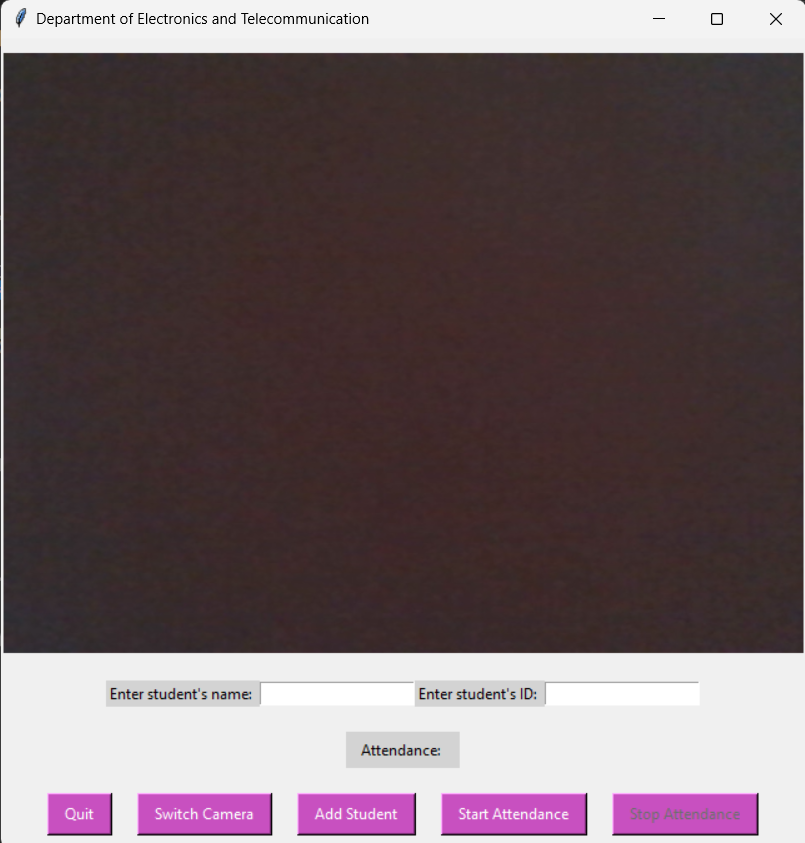 Department of Electronics and Telecommunication
Enter student's name: Enter student's ID:
Attendance:
Quit Switch Camera Add Student Start Attendance Stop Attendance